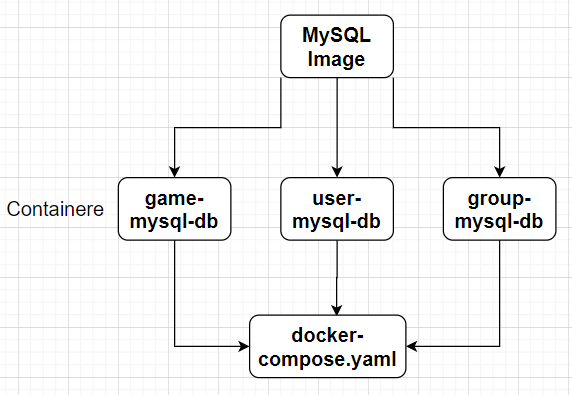 MySQL
Image
Containere
game-
mysql-db
user-
mysql-db
group-
mysql-db
docker-
compose.yaml